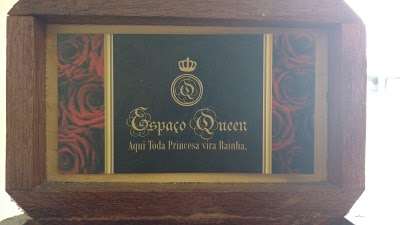 Q
Espaço Queen
Aqui Toda Princesa vira Rainha.